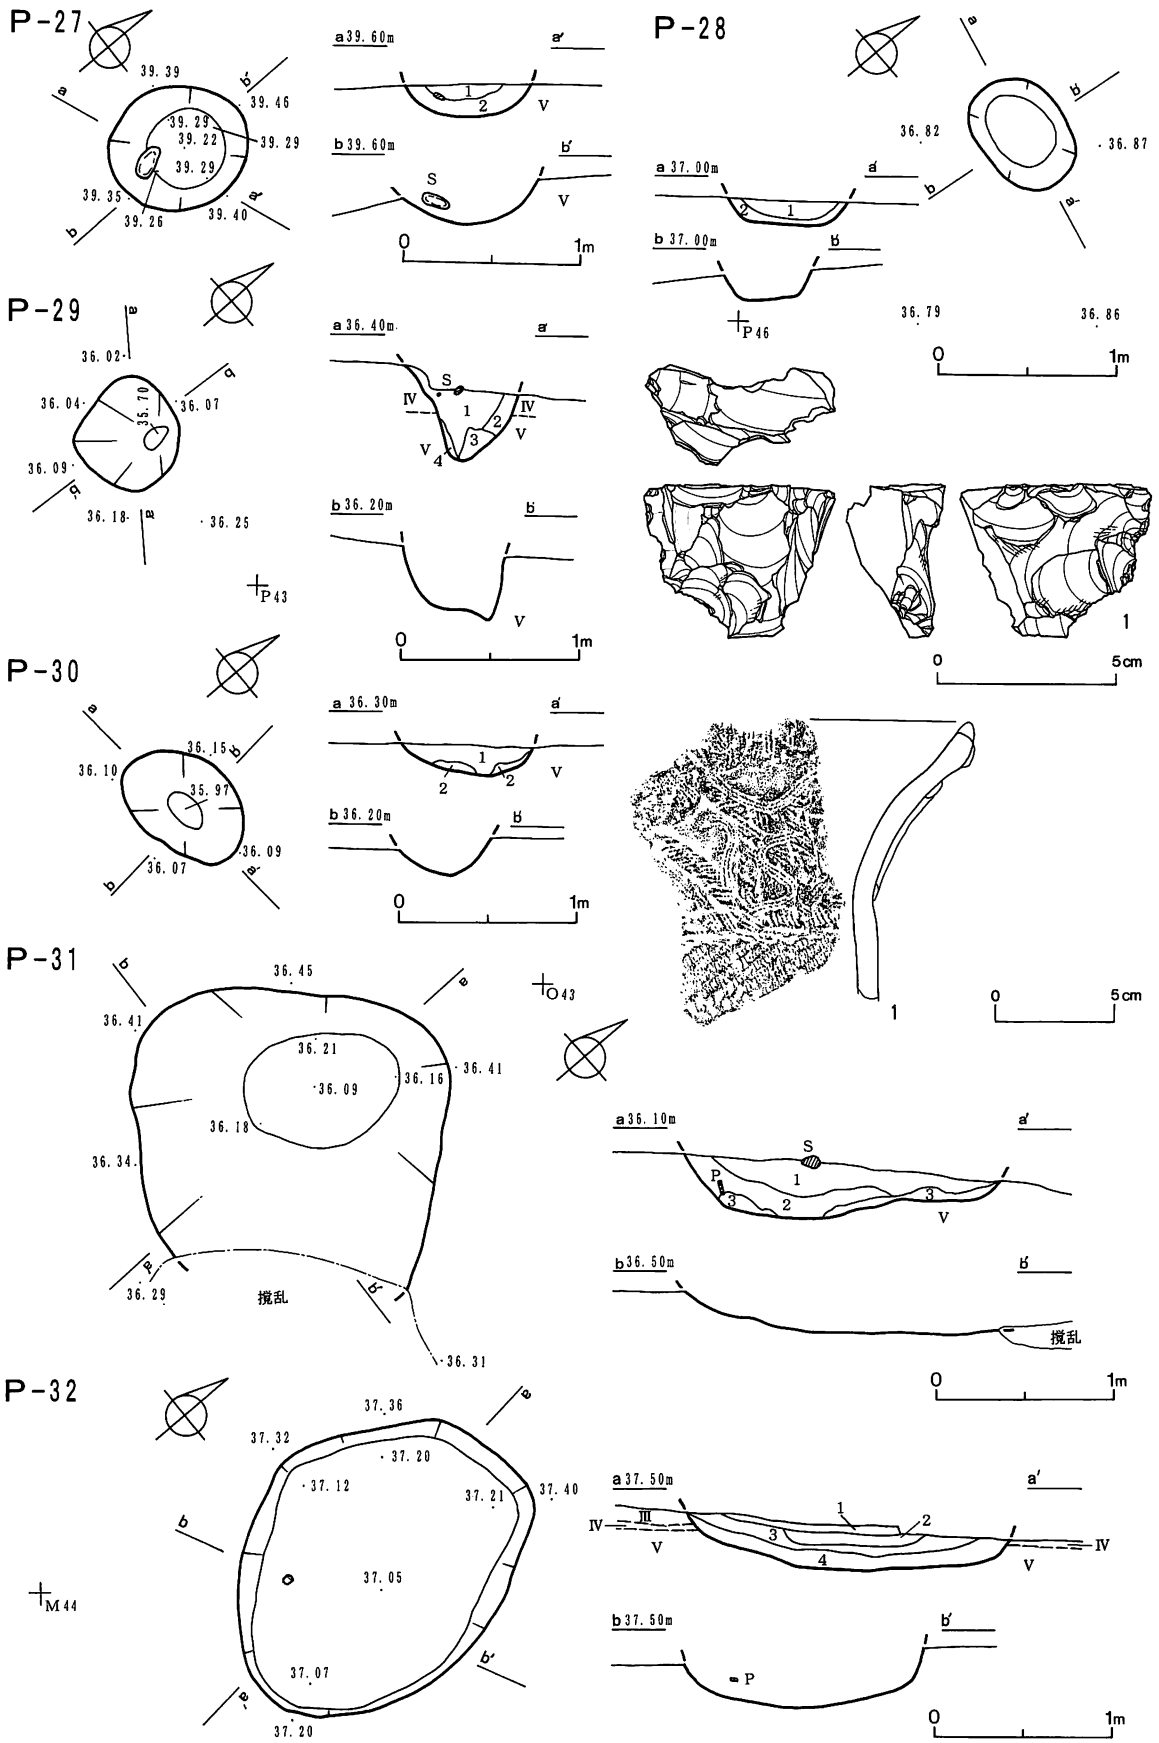 P-27
39.39
a
b'
39.46
39.29
39.29
39.22
39.29
39.35
39.26
39.40
a'
b
a 39.60m
a'
1
2
V
b 39.60m
b'
S
V
0
1m
P-28
a
b'
36.82
36.87
b
a'
a 37.00m
a'
2
1
b 37.00m
b'
P46
36.79
36.86
0
1m
P-29
a
36.02
b
36.04
35.70
36.07
36.09
b'
36.18
a'
36.25
P43
a 36.40m
a'
S
IV
1
2
IV
V
3
V
4
b 36.20m
b'
V
0
1m
1
0
5cm
P-30
a
b'
36.15
36.10
35.97
36.09
36.07
b
a'
a 36.30m
a'
1
2
2
V
b 36.20m
b'
0
1m
1
0
5cm
P-31
b
36.45
a
O43
36.41
36.21
36.41
36.16
36.09
36.18
36.34
a'
36.29
撹乱
b'
36.31
a 36.10m
a'
S
1
P
3
2
3
V
b 36.50m
b'
撹乱
0
1m
P-32
37.36
a
37.32
37.20
37.12
37.21
37.40
b
M44
37.05
37.07
b'
a'
37.20
a 37.50m
a'
III
1
2
IV
3
IV
V
4
V
b 37.50m
b'
P
0
1m